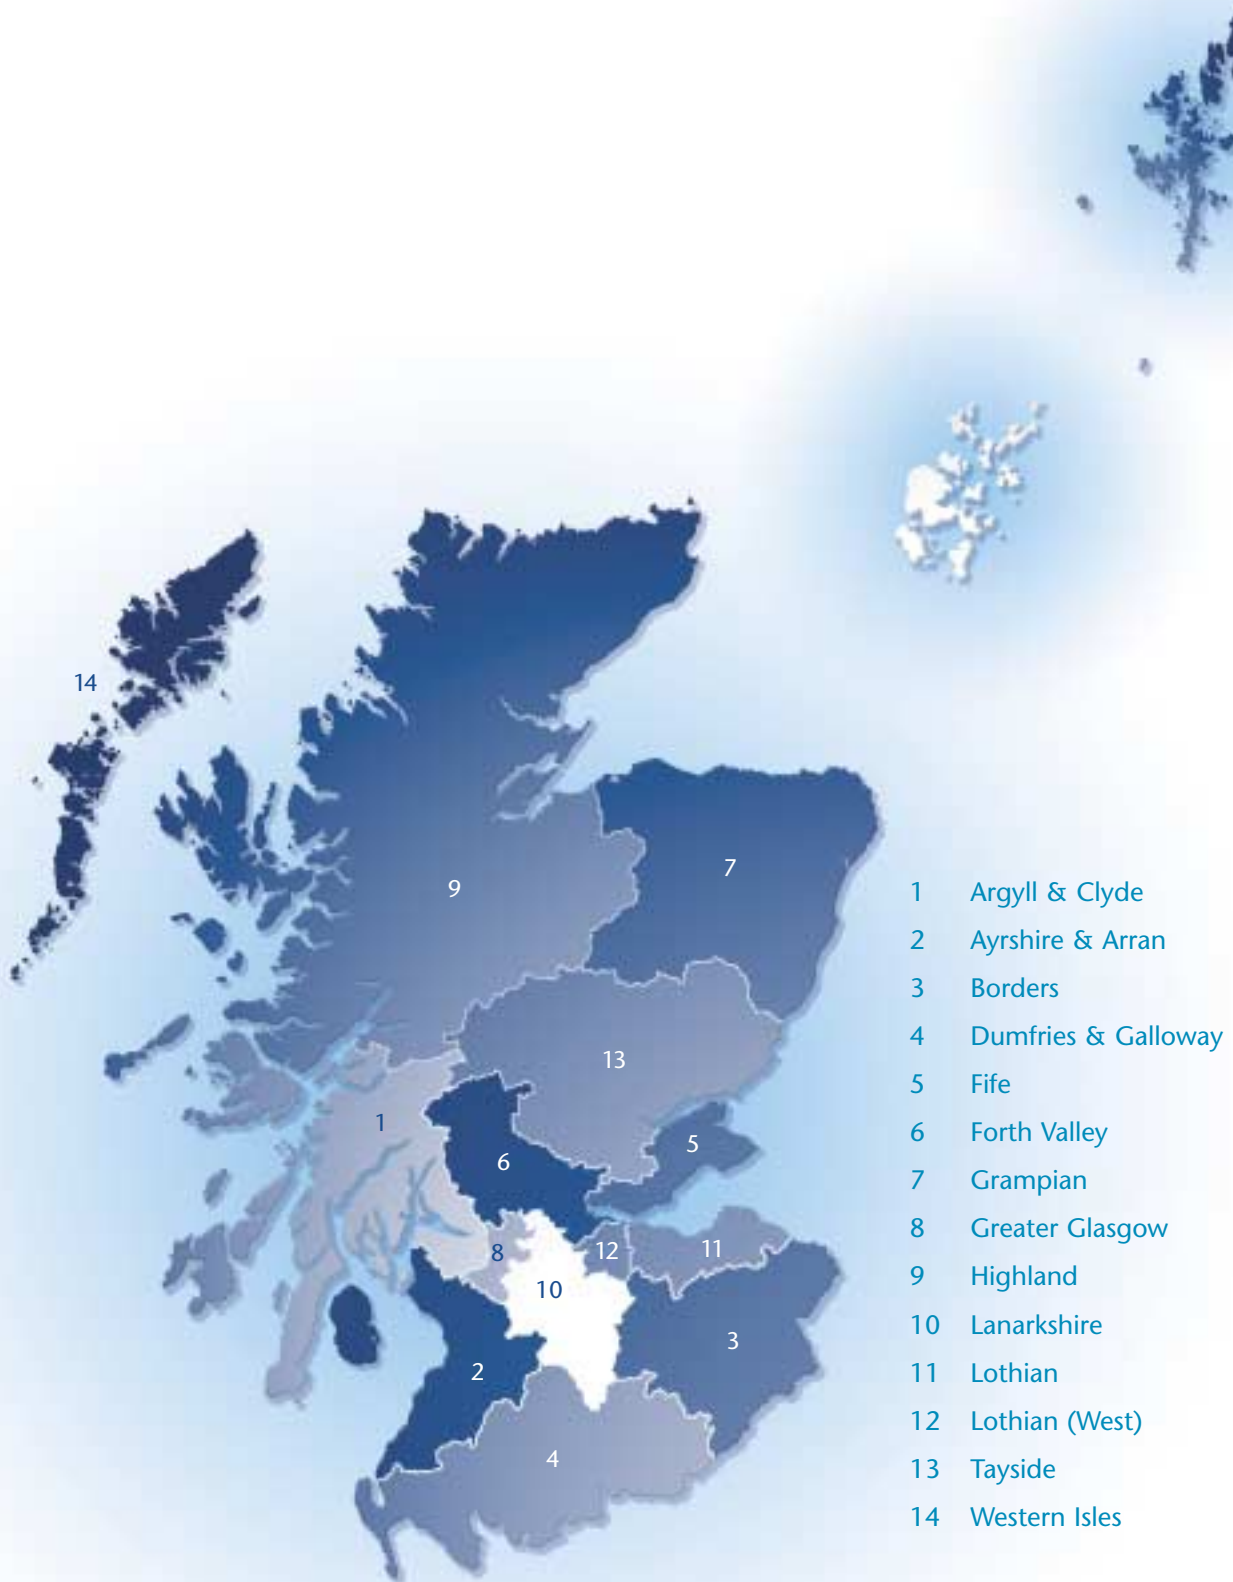 14
9
7
13
1
5
6
8
12
11
10
3
2
4
1 Argyll & Clyde
2 Ayrshire & Arran
3 Borders
4 Dumfries & Galloway
5 Fife
6 Forth Valley
7 Grampian
8 Greater Glasgow
9 Highland
10 Lanarkshire
11 Lothian
12 Lothian (West)
13 Tayside
14 Western Isles